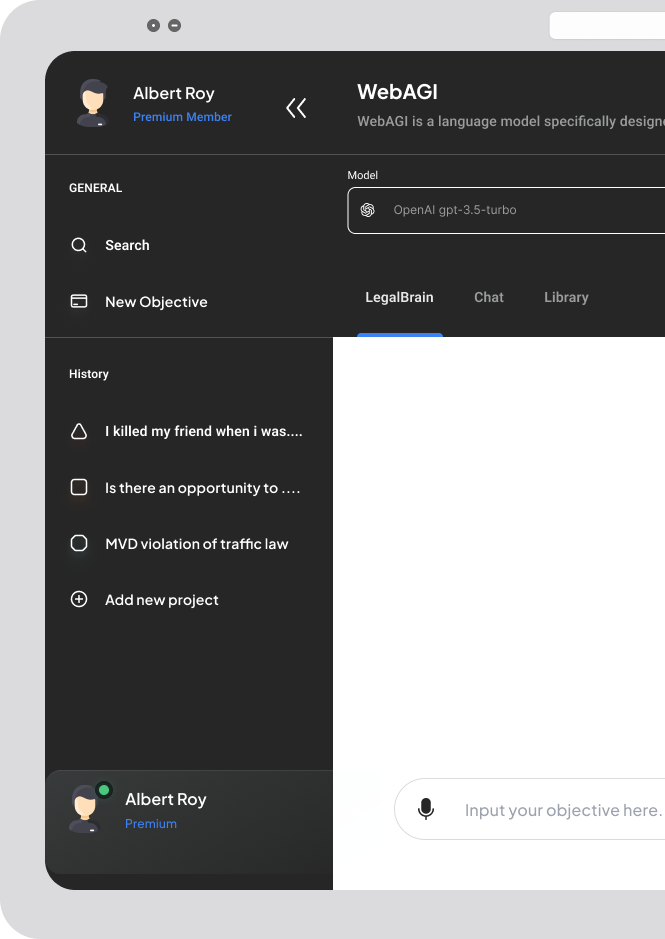 Albert Roy
Premium Member
WebAGI
WebAGI is a language model specifically
Model
OpenAI gpt-3.5-turbo
GENERAL
Search
New Objective
LegalBrain
Chat
Library
History
I killed my friend when i was....
Is there an opportunity to ....
MVD violation of traffic law
Add new project
Albert Roy
Premium
Input your objective here.